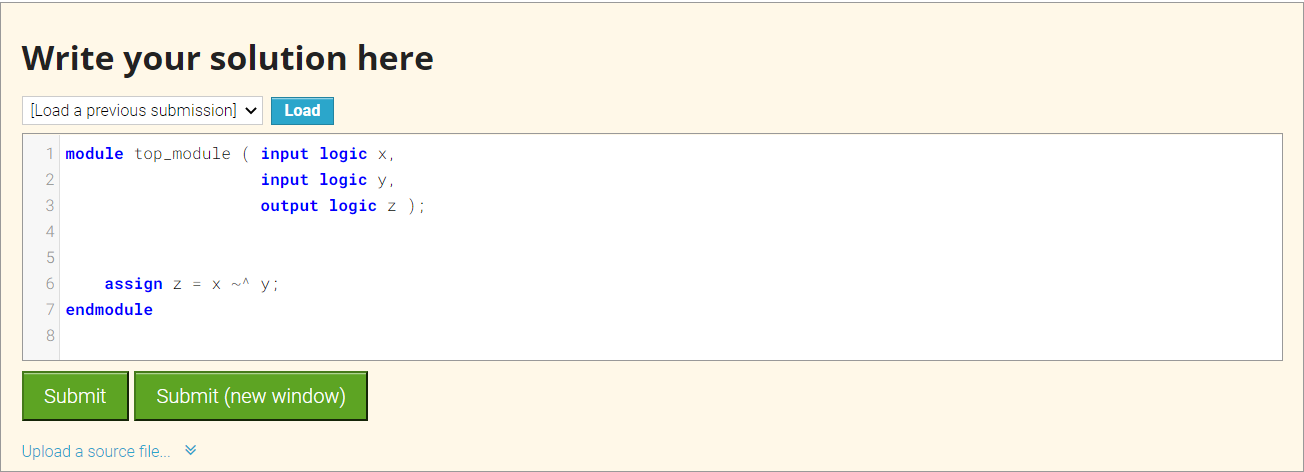 Write your solution here
[Load a previous submission] Load
1 module top_module ( input logic x,
2 input logic y,
3 output logic z );
4
5
6 assign z = x ~^ y;
7 endmodule
8
Submit Submit (new window)
Upload a source file...